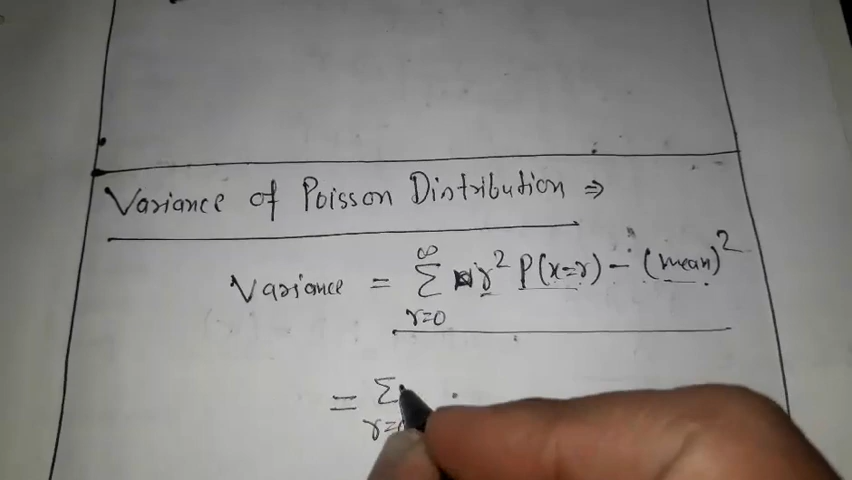 Variance of Poisson Distribution ⇒
Variance = ∞ Σ r=0 r² P(x=r) - (mean)²
= Σ r=